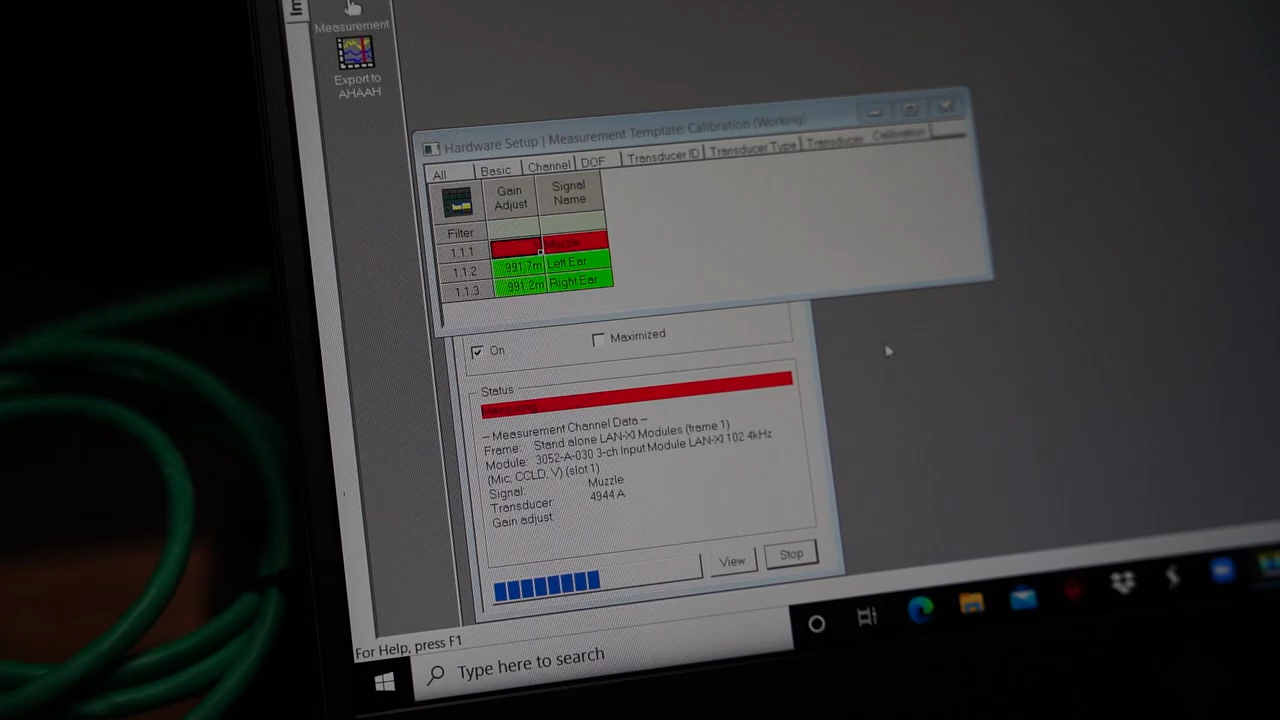 Im
Measurement
Export to
AHAAH
Hardware Setup | Measurement Template: Calibration (Working)
All Basic Channel DOF Transducer ID Transducer Type Transducer Calibration
Gain
Adjust
Signal
Name
Filter
1.1.1 Muzzle
1.1.2 991.7m Left Ear
1.1.3 991.2m Right Ear
On Maximized
Status
Measuring
-- Measurement Channel Data --
Frame: Stand alone LAN-XI Modules (frame 1)
Module: 3052-A-030 3-ch Input Module LAN-XI 102.4kHz
(Mic, CCLD, V) (slot 1)
Signal: Muzzle
Transducer: 4944 A
Gain adjust:
View Stop
For Help, press F1
Type here to search